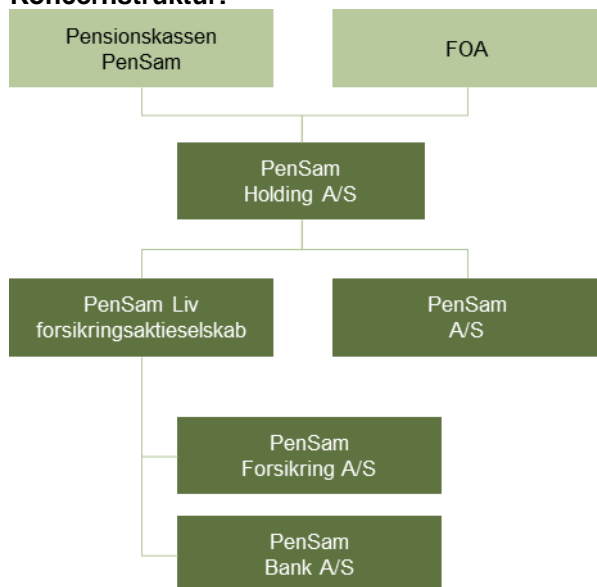 Koncernstruktur:
Pensionskassen
PenSam
FOA
PenSam
Holding A/S
PenSam Liv
forsikringsaktieselskab
PenSam
A/S
PenSam
Forsikring A/S
PenSam
Bank A/S